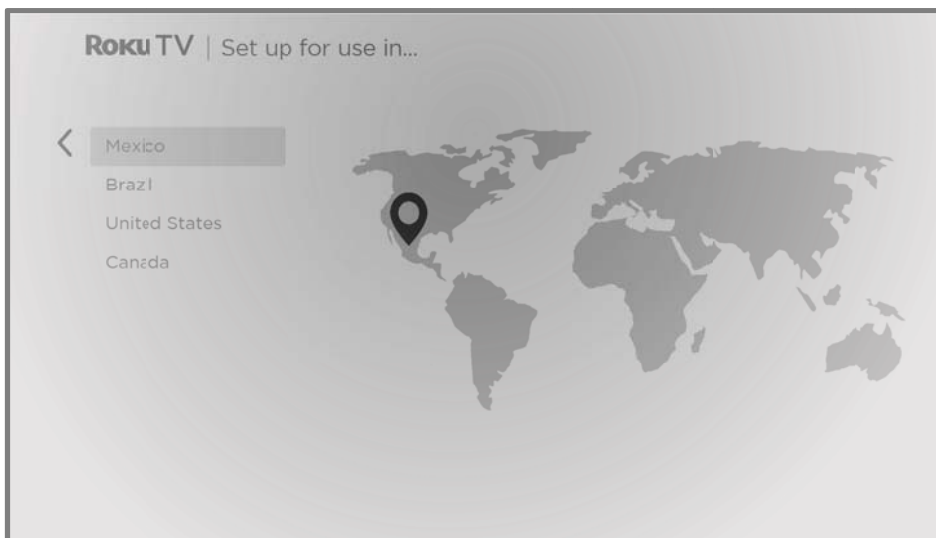 Roku TV | Set up for use in...
Mexico
Brazil
United States
Canada